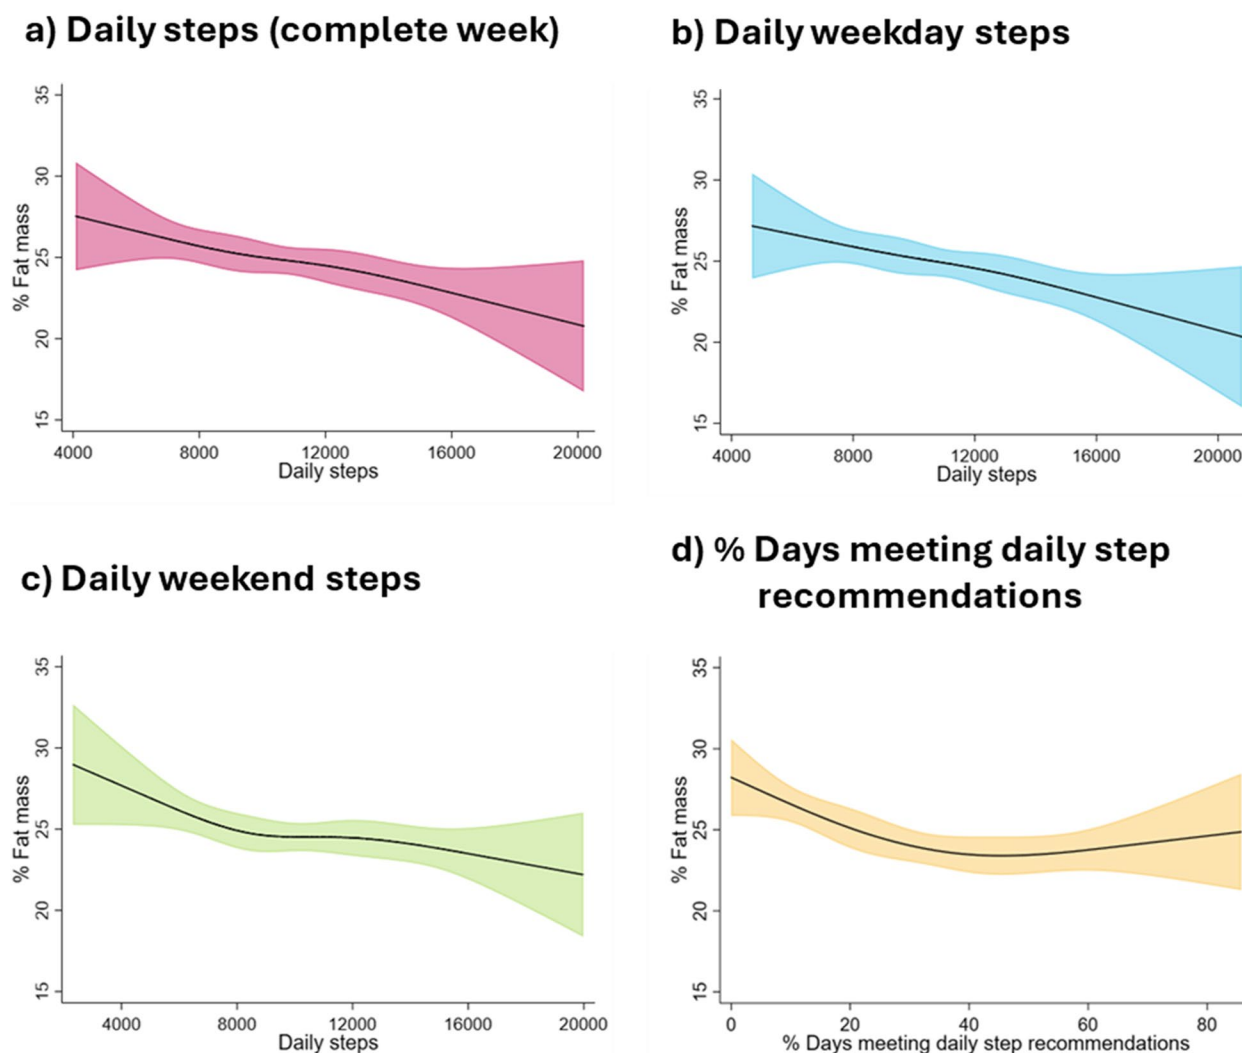 a) Daily steps (complete week)
35
30
25
20
15
% Fat mass
4000 8000 12000 16000 20000
Daily steps
b) Daily weekday steps
35
30
25
20
15
% Fat mass
4000 8000 12000 16000 20000
Daily steps
c) Daily weekend steps
35
30
25
20
15
% Fat mass
4000 8000 12000 16000 20000
Daily steps
d) % Days meeting daily step
recommendations
35
30
25
20
15
% Fat mass
0 20 40 60 80
% Days meeting daily step recommendations